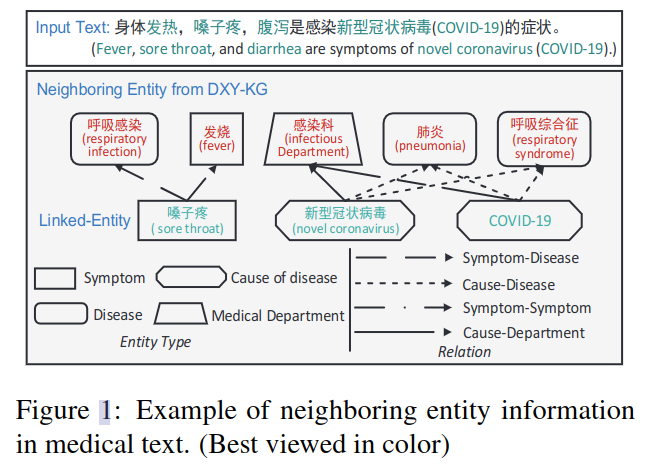 Input Text: 身体发热，嗓子疼，腹泻是感染新型冠状病毒(COVID-19)的症状。
(Fever, sore throat, and diarrhea are symptoms of novel coronavirus (COVID-19).)
Neighboring Entity from DXY-KG
呼吸感染
(respiratory
infection)
发烧
(fever)
感染科
(infectious
Department)
肺炎
(pneumonia)
呼吸综合征
(respiratory
syndrome)
Linked-Entity
嗓子疼
( sore throat)
新型冠状病毒
(novel coronavirus)
COVID-19
Symptom
Cause of disease
Disease
Medical Department
Entity Type
Symptom-Disease
Cause-Disease
Symptom-Symptom
Cause-Department
Relation
Figure 1: Example of neighboring entity information
in medical text. (Best viewed in color)